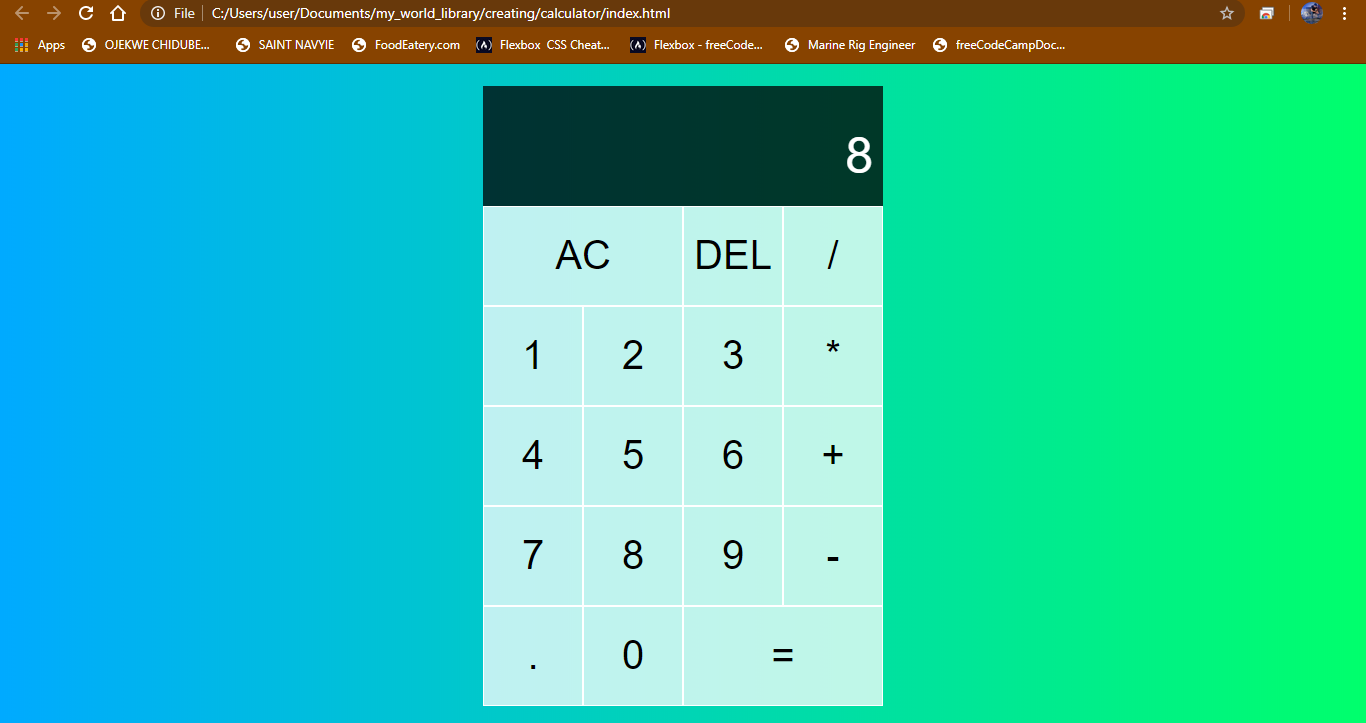 File C:/Users/user/Documents/my_world_library/creating/calculator/index.html
Apps OJEKWE CHIDUBE... SAINT NAVYIE FoodEatery.com Flexbox CSS Cheat... Flexbox - freeCode... Marine Rig Engineer freeCodeCampDoc...
8
AC DEL /
1 2 3 *
4 5 6 +
7 8 9 -
. 0 =